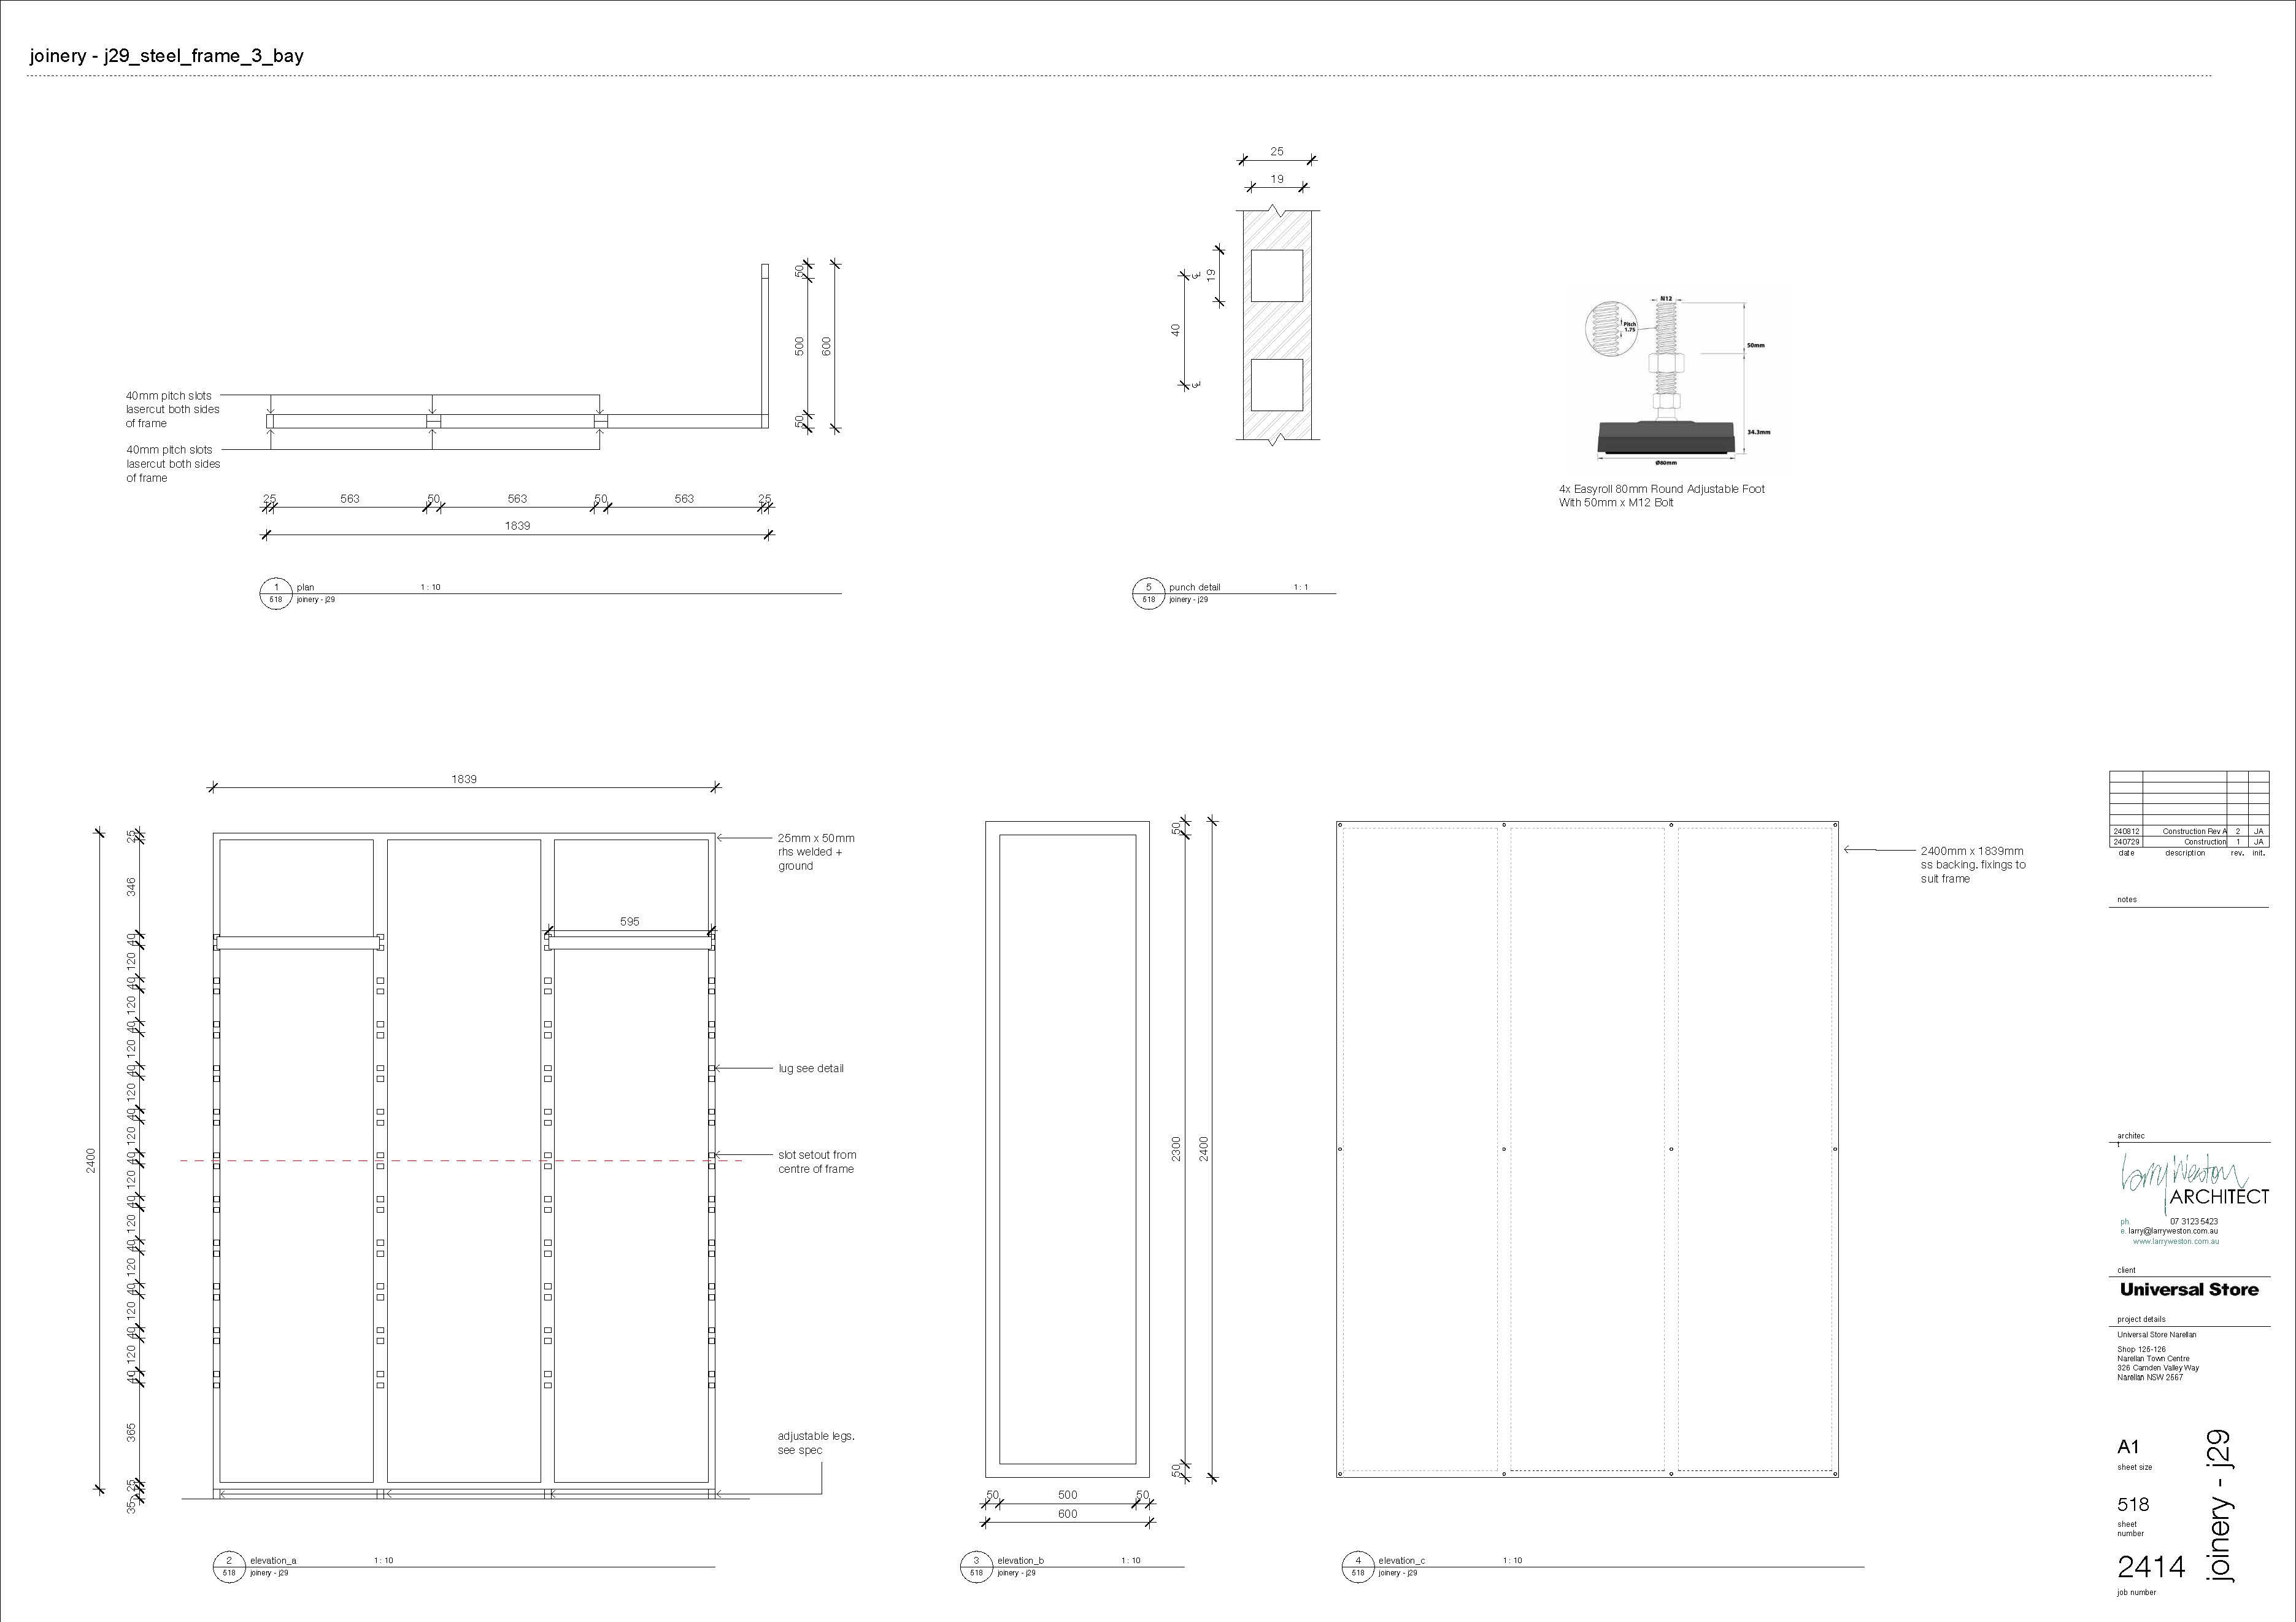 joinery - j29_steel_frame_3_bay
25
19
19
40
50
500
600
50
40mm pitch slots
lasercut both sides
of frame
40mm pitch slots
lasercut both sides
of frame
25 563 50 563 50 563 25
1839
M12
Pitch
1.75
50mm
34.3mm
Ø80mm
4x Easyroll 80mm Round Adjustable Foot
With 50mm x M12 Bolt
1
518
plan 1 : 10
joinery - j29
5
518
punch detail 1 : 1
joinery - j29
1839
2400
25
346
40
120
40
120
40
120
40
120
40
120
40
120
40
120
40
120
40
120
40
120
40
365
25
35
595
25mm x 50mm
rhs welded +
ground
lug see detail
slot setout from
centre of frame
adjustable legs.
see spec
2
518
elevation_a 1 : 10
joinery - j29
50
2300
2400
50
50 500 50
600
3
518
elevation_b 1 : 10
joinery - j29
2400mm x 1839mm
ss backing. fixings to
suit frame
4
518
elevation_c 1 : 10
joinery - j29
240812 Construction Rev A 2 JA
240729 Construction 1 JA
date description rev. init.
notes
architec
t
Larry Weston
ARCHITECT
ph. 07 3123 5423
e. larry@larryweston.com.au
www.larryweston.com.au
client
Universal Store
project details
Universal Store Narellan
Shop 125-126
Narellan Town Centre
326 Camden Valley Way
Narellan NSW 2567
A1
sheet size
518
sheet
number
2414
job number
joinery - j29